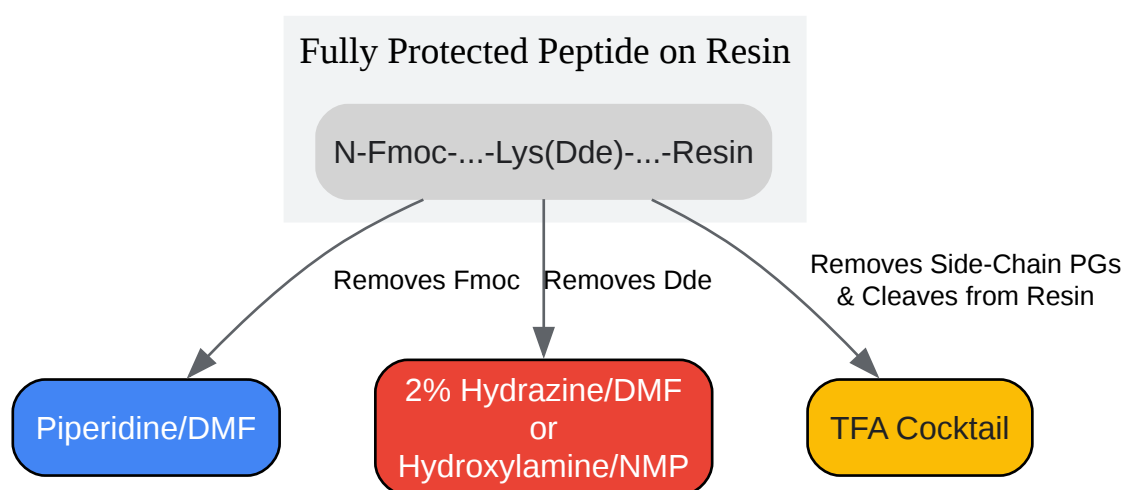 Fully Protected Peptide on Resin
N-Fmoc-...-Lys(Dde)-...-Resin
Removes Fmoc
Removes Dde
Removes Side-Chain PGs
& Cleaves from Resin
Piperidine/DMF
2% Hydrazine/DMF
or
Hydroxylamine/NMP
TFA Cocktail